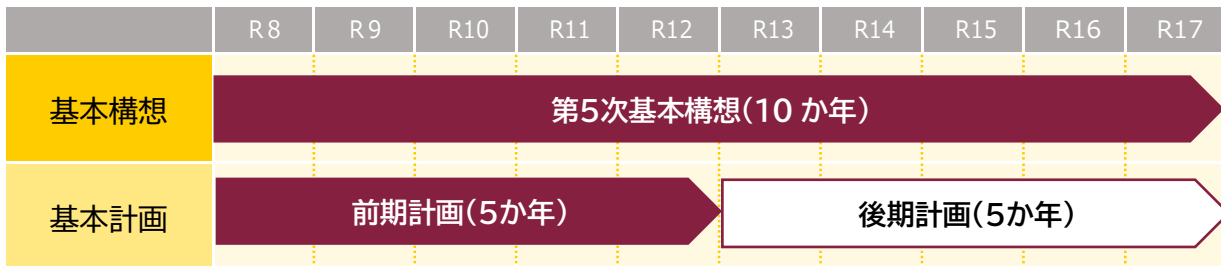 R8 R9 R10 R11 R12 R13 R14 R15 R16 R17
基本構想 第5次基本構想(10 か年)
基本計画 前期計画(5か年) 後期計画(5か年)